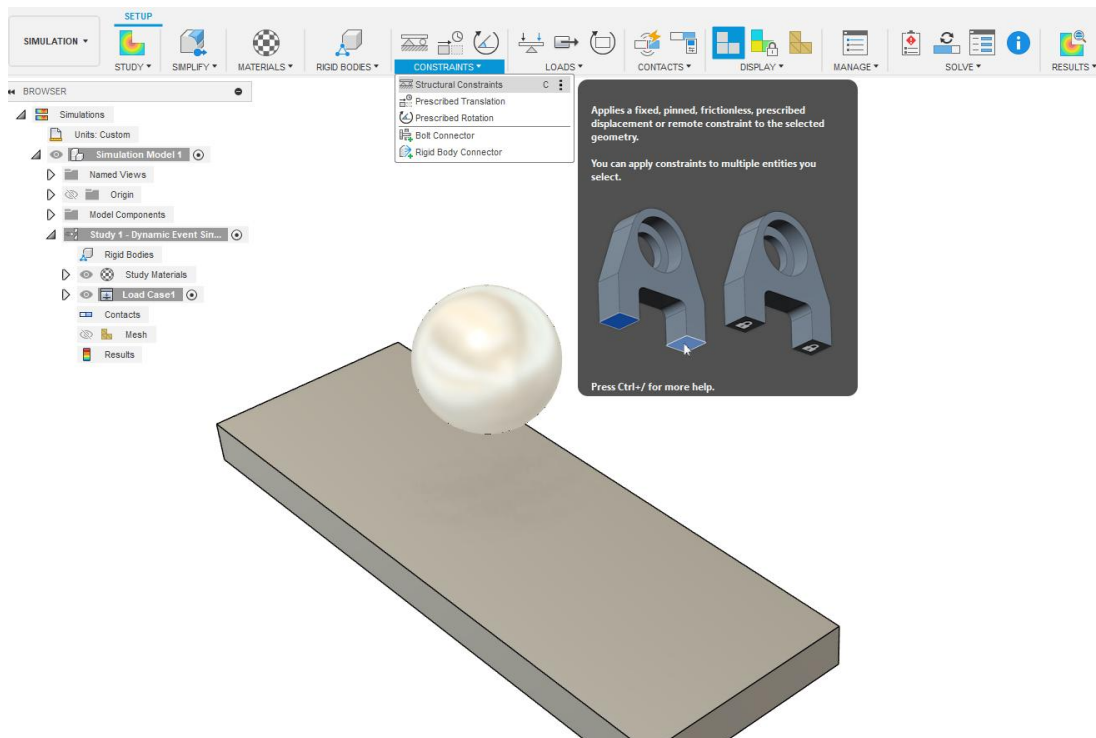 SETUP
SIMULATION ▾
STUDY ▾
SIMPLIFY ▾
MATERIALS ▾
RIGID BODIES ▾
CONSTRAINTS ▾
LOADS ▾
CONTACTS ▾
DISPLAY ▾
MANAGE ▾
SOLVE ▾
RESULTS ▾
BROWSER
Simulations
Units: Custom
Simulation Model 1
Named Views
Origin
Model Components
Study 1 - Dynamic Event Sim...
Rigid Bodies
Study Materials
Load Case1
Contacts
Mesh
Results
Structural Constraints C
Prescribed Translation
Prescribed Rotation
Bolt Connector
Rigid Body Connector
Applies a fixed, pinned, frictionless, prescribed
displacement or remote constraint to the selected
geometry.
You can apply constraints to multiple entities you
select.
Press Ctrl+/ for more help.